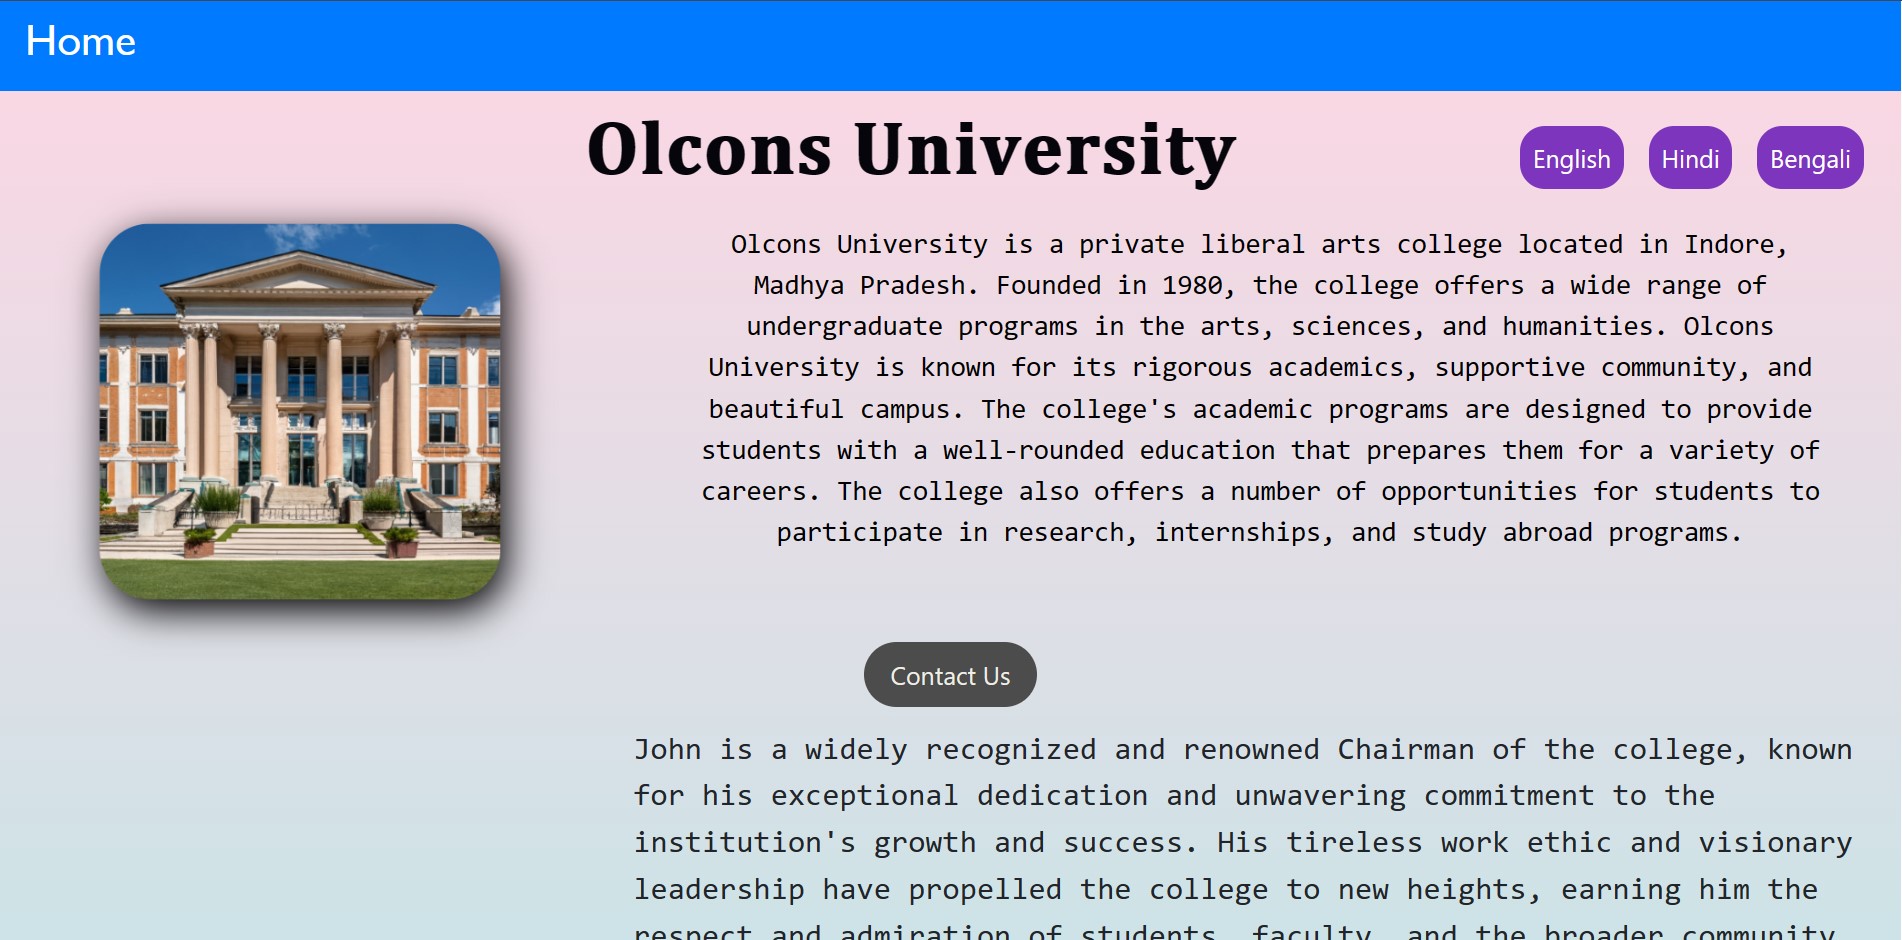 Home
Olcons University
English
Hindi
Bengali
Olcons University is a private liberal arts college located in Indore,
Madhya Pradesh. Founded in 1980, the college offers a wide range of
undergraduate programs in the arts, sciences, and humanities. Olcons
University is known for its rigorous academics, supportive community, and
beautiful campus. The college's academic programs are designed to provide
students with a well-rounded education that prepares them for a variety of
careers. The college also offers a number of opportunities for students to
participate in research, internships, and study abroad programs.
Contact Us
John is a widely recognized and renowned Chairman of the college, known
for his exceptional dedication and unwavering commitment to the
institution's growth and success. His tireless work ethic and visionary
leadership have propelled the college to new heights, earning him the
respect and admiration of students, faculty, and the broader community